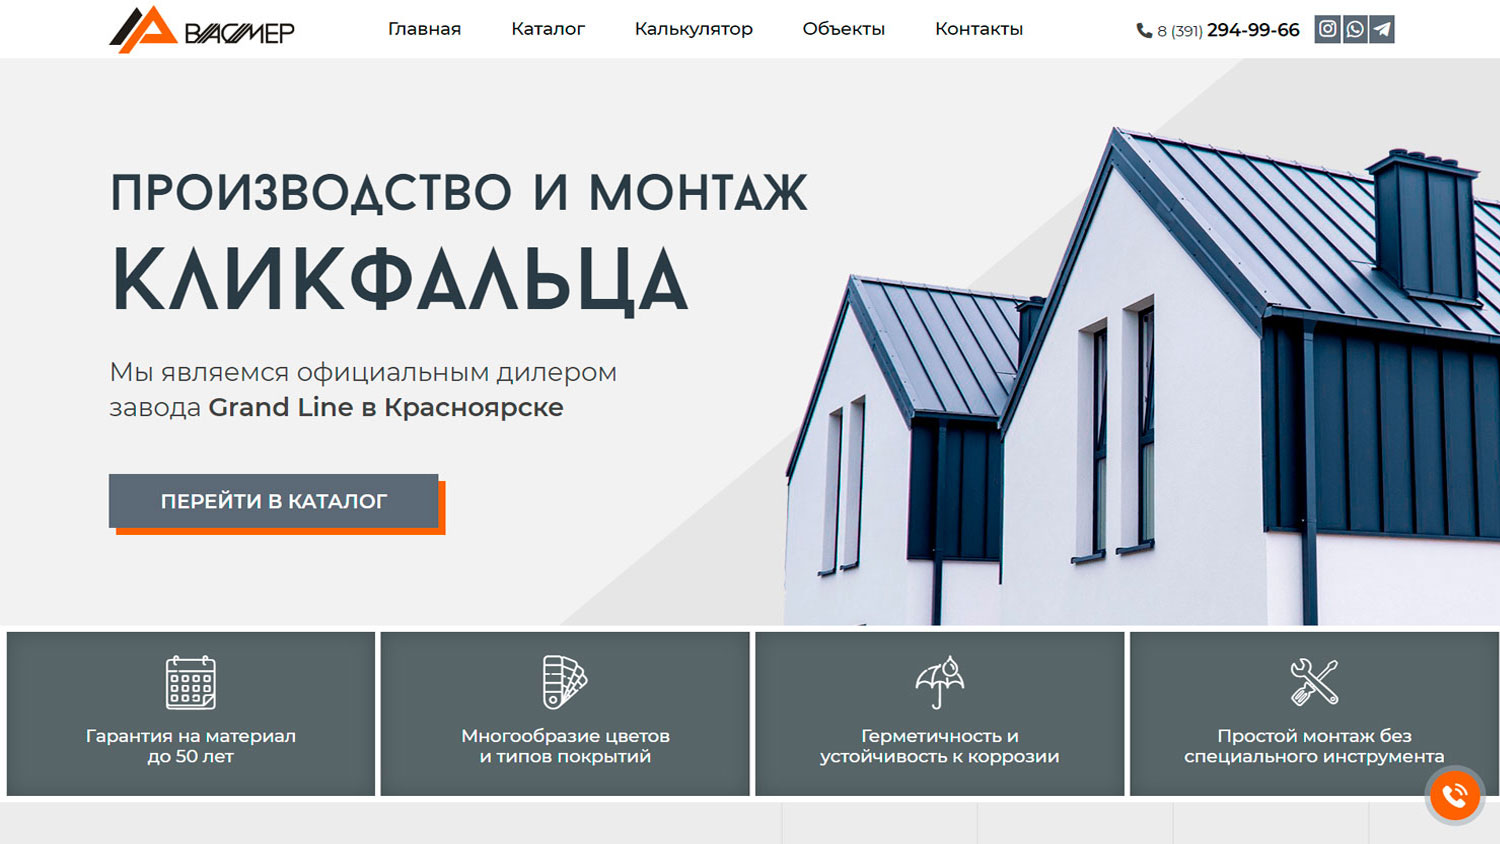 ВАСМЕР
Главная
Каталог
Калькулятор
Объекты
Контакты
8 (391) 294-99-66
ПРОИЗВОДСТВО И МОНТАЖ
КЛИКФАЛЬЦА
Мы являемся официальным дилером
завода Grand Line в Красноярске
ПЕРЕЙТИ В КАТАЛОГ
Гарантия на материал
до 50 лет
Многообразие цветов
и типов покрытий
Герметичность и
устойчивость к коррозии
Простой монтаж без
специального инструмента